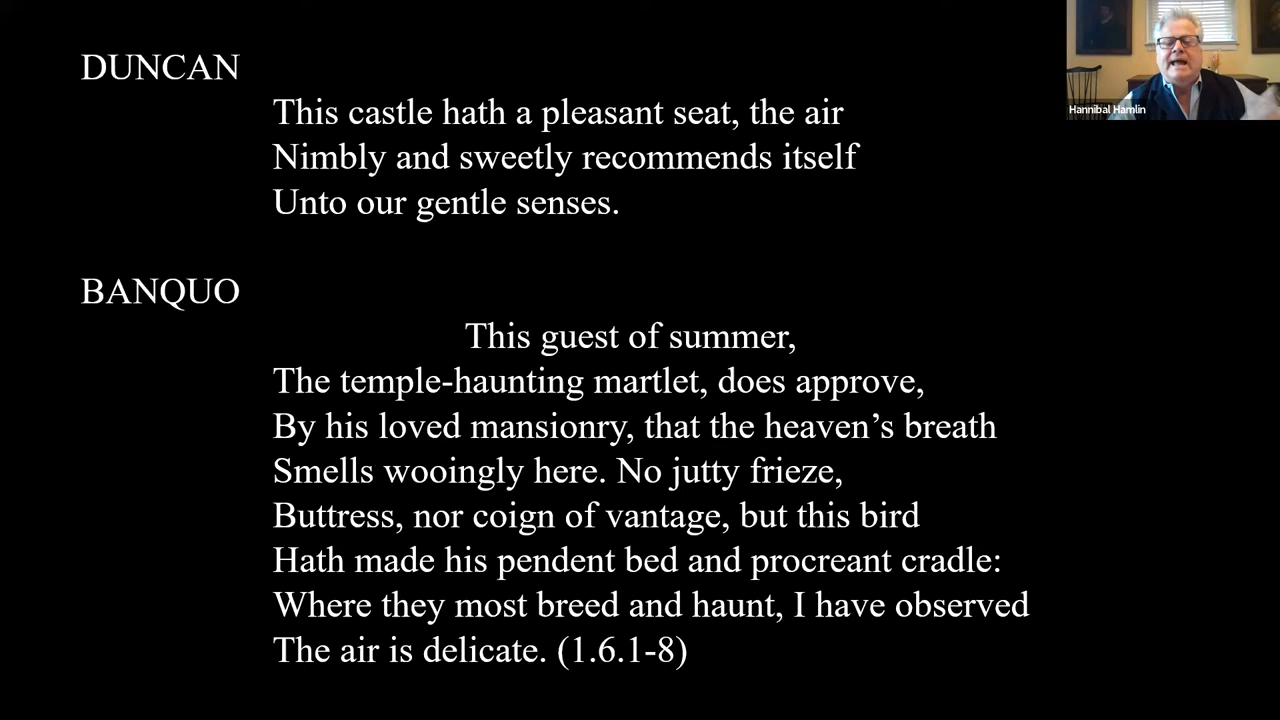 DUNCAN
This castle hath a pleasant seat, the air
Nimbly and sweetly recommends itself
Unto our gentle senses.
BANQUO
This guest of summer,
The temple-haunting martlet, does approve,
By his loved mansionry, that the heaven’s breath
Smells wooingly here. No jutty frieze,
Buttress, nor coign of vantage, but this bird
Hath made his pendent bed and procreant cradle:
Where they most breed and haunt, I have observed
The air is delicate. (1.6.1-8)
Hannibal Hamlin